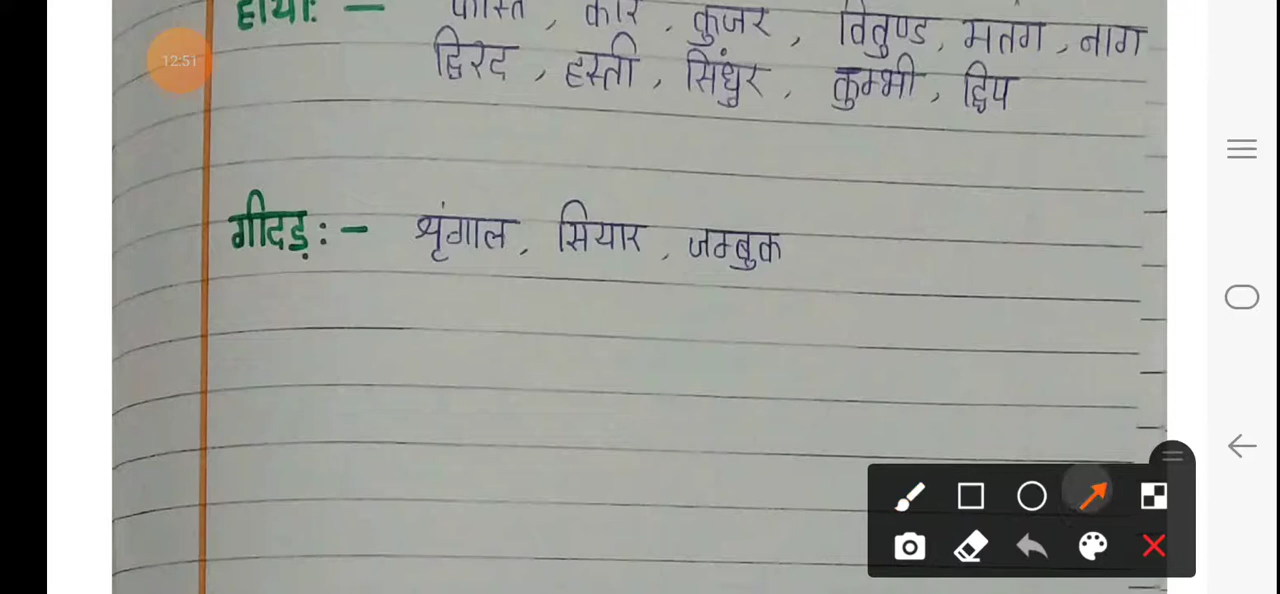 हाथी: — , करि , कुंजर , वितुण्ड , मतंग , नाग
द्विरद , हस्ती , सिंधुर , कुम्भी , द्विप
12:51
गीदड़ : — श्रृंगाल , सियार , जम्बुक